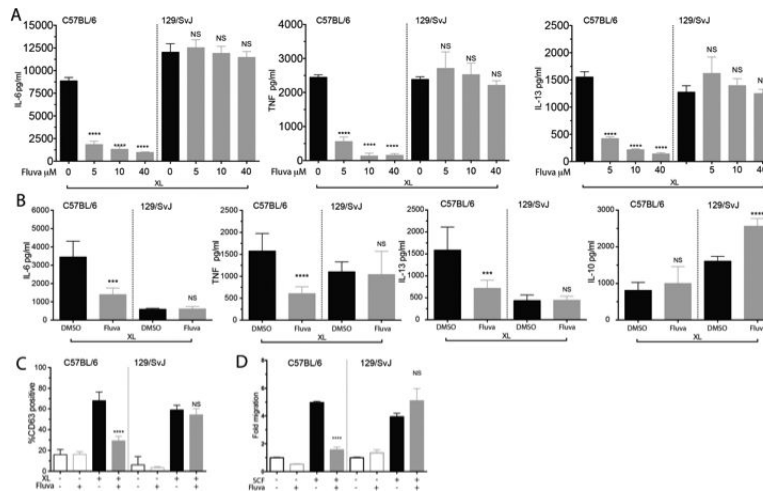 A
C57BL/6 129/SvJ
IL-6 pg/ml
15000
12500
10000
7500
5000
2500
0
**** **** ****
NS NS NS
Fluva µM 0 5 10 40 0 5 10 40
XL
C57BL/6 129/SvJ
TNF pg/ml
4000
3000
2000
1000
0
**** **** ****
NS NS NS
Fluva µM 0 5 10 40 0 5 10 40
XL
C57BL/6 129/SvJ
IL-13 pg/ml
2500
2000
1500
1000
500
0
**** **** ****
NS NS NS
Fluva µM 0 5 10 40 0 5 10 40
XL
B
C57BL/6 129/SvJ
IL-6 pg/ml
6000
5000
4000
3000
2000
1000
0
*** NS
DMSO Fluva DMSO Fluva
XL
C57BL/6 129/SvJ
TNF pg/ml
2500
2000
1500
1000
500
0
**** NS
DMSO Fluva DMSO Fluva
XL
C57BL/6 129/SvJ
IL-13 pg/ml
2500
2000
1500
1000
500
0
*** NS
DMSO Fluva DMSO Fluva
XL
C57BL/6 129/SvJ
IL-10 pg/ml
3000
2000
1000
0
NS ****
DMSO Fluva DMSO Fluva
XL
C
C57BL/6 129/SvJ
%CD63 positive
100
80
60
40
20
0
**** NS
XL - - + + - - + +
Fluva - + - + - + - +
D
C57BL/6 129/SvJ
Fold migration
8
6
4
2
0
**** NS
SCF - - + + - - + +
Fluva - + - + - + - +